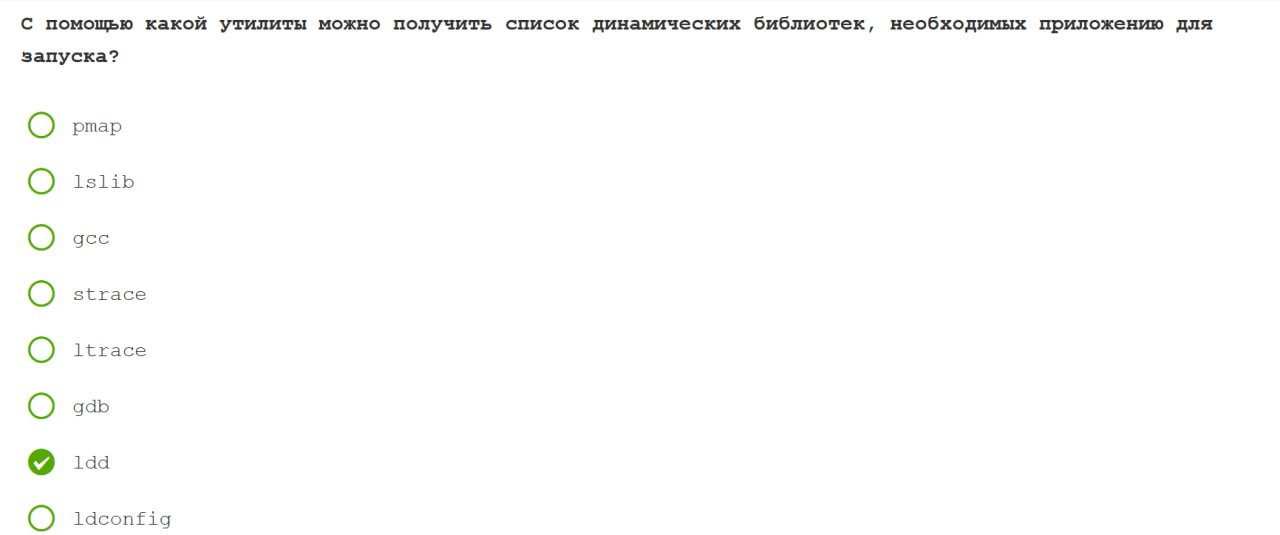 С помощью какой утилиты можно получить список динамических библиотек, необходимых приложению для
запуска?
pmap
lslib
gcc
strace
ltrace
gdb
ldd
ldconfig